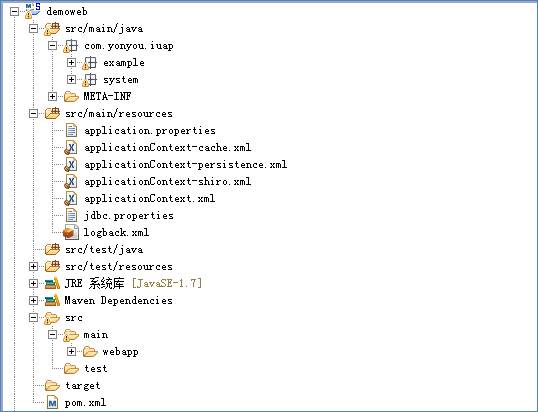 demoweb
src/main/java
com.yonyou.iuap
example
system
META-INF
src/main/resources
application.properties
applicationContext-cache.xml
applicationContext-persistence.xml
applicationContext-shiro.xml
applicationContext.xml
jdbc.properties
logback.xml
src/test/java
src/test/resources
JRE 系统库 [JavaSE-1.7]
Maven Dependencies
src
main
webapp
test
target
pom.xml